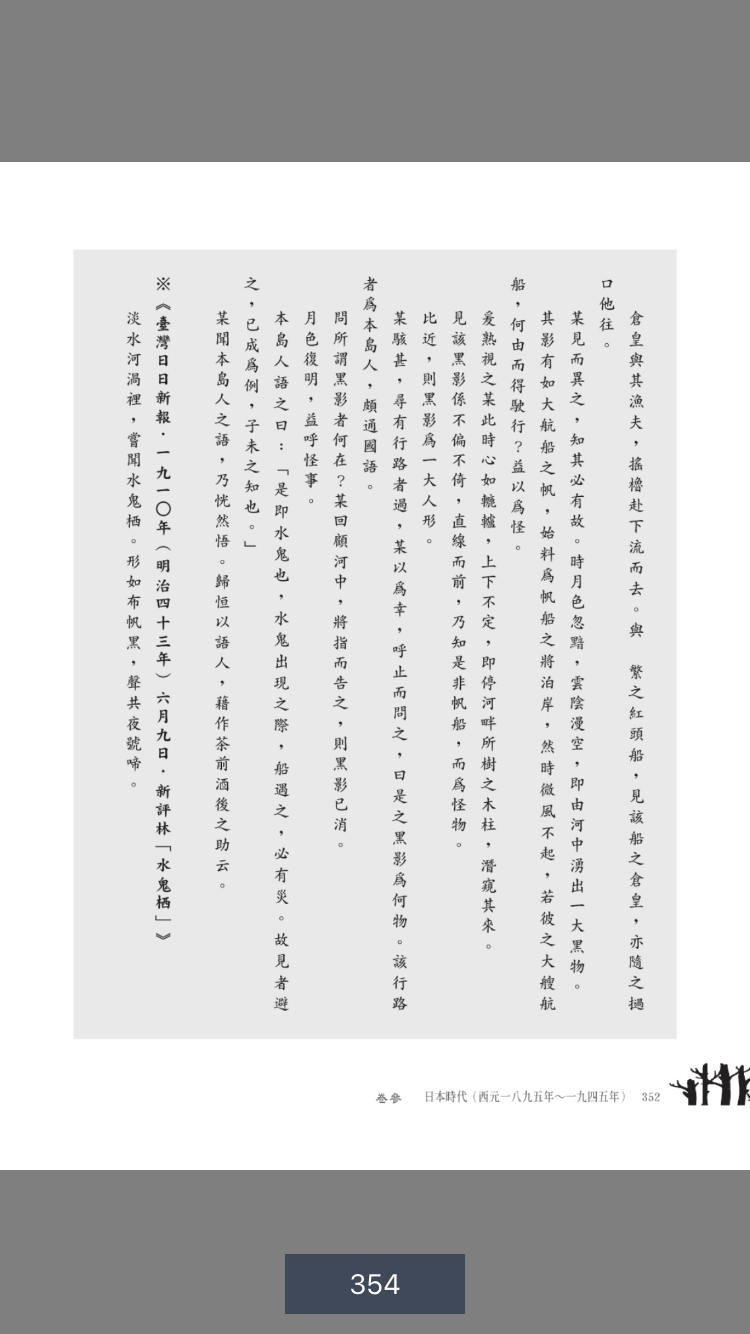 倉皇與其漁夫，搖櫓赴下流而去。與　繁之紅頭船，見該船之倉皇，亦隨之撾
口他往。
某見而異之，知其必有故。時月色忽黯，雲陰漫空，即由河中湧出一大黑物。
其影有如大航船之帆，始料為帆船之將泊岸，然時微風不起，若彼之大艘航
船，何由而得駛行？益以為怪。
爰熟視之某此時心如轆轤，上下不定，即停河畔所樹之木柱，潛窺其來。
見該黑影係不偏不倚，直線而前，乃知是非帆船，而為怪物。
比近，則黑影為一大人形。
某駭甚，尋有行路者過，某以為幸，呼止而問之，曰是之黑影為何物。該行路
者為本島人，頗通國語。
問所謂黑影者何在？某回顧河中，將指而告之，則黑影已消。
月色復明，益呼怪事。
本島人語之曰：「是即水鬼也，水鬼出現之際，船遇之，必有災。故見者避
之，已成為例，子未之知也。」
某聞本島人之語，乃恍然悟。歸恒以語人，藉作茶前酒後之助云。
※《臺灣日日新報．一九一〇年（明治四十三年）六月九日．新評林「水鬼栖」》
淡水河渦裡，嘗聞水鬼栖。形如布帆黑，聲共夜號啼。
卷參　日本時代（西元一八九五年～一九四五年）　352
354